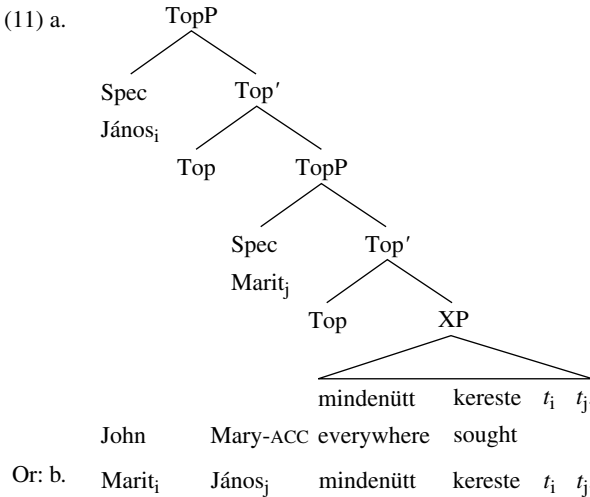 (11) a. TopP
Spec Top′
Jánosi
Top TopP
Spec Top′
Maritj
Top XP
mindenütt kereste ti tj.
John Mary-ACC everywhere sought
Or: b. Mariti Jánosj mindenütt kereste ti tj